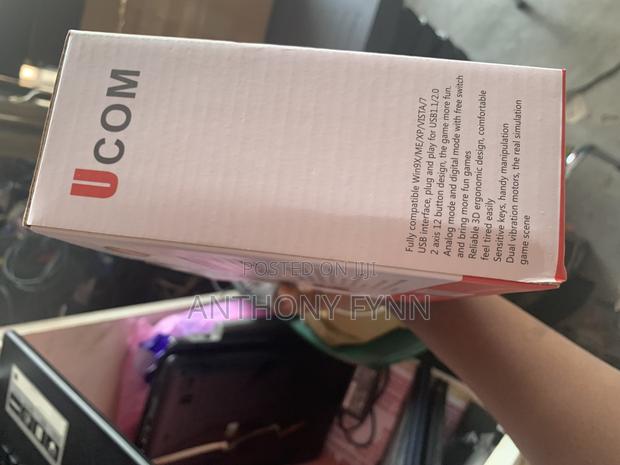 UCOM
Fully compatible Win9X/ME/XP/VISTA/7
USB interface, plug and play for USB1.1/2.0
2 axis 12 button design, the game more fun.
Analog mode and digital mode with free switch
and bring more fun games
Reliable 3D ergonomic design, comfortable
feel tired easily
Sensitive keys, handy manipulation
Dual vibration motors, the real simulation
game scene
POSTED ON JIJI
ANTHONY FYNN